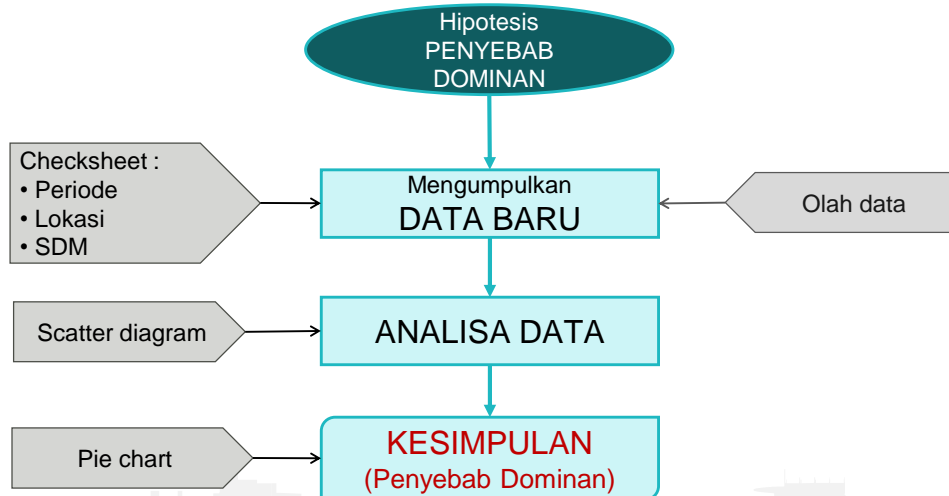 Hipotesis
PENYEBAB
DOMINAN
Checksheet :
• Periode
• Lokasi
• SDM
Mengumpulkan
DATA BARU
Olah data
Scatter diagram
ANALISA DATA
Pie chart
KESIMPULAN
(Penyebab Dominan)